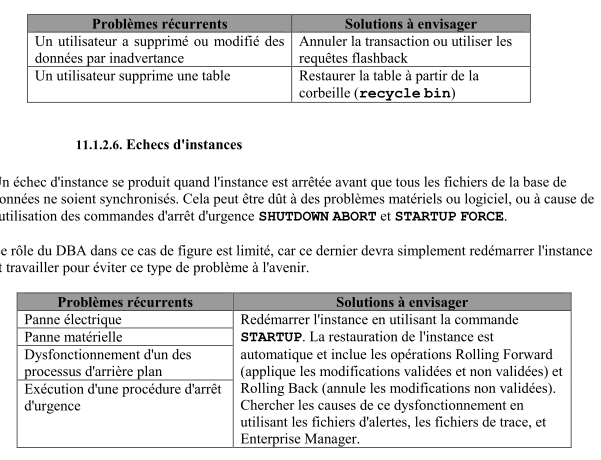 Problèmes récurrents Solutions à envisager
Un utilisateur a supprimé ou modifié des Annuler la transaction ou utiliser les
données par inadvertance requêtes flashback
Un utilisateur supprime une table Restaurer la table à partir de la
corbeille (recycle bin)
11.1.2.6. Echecs d'instances
n échec d'instance se produit quand l'instance est arrêtée avant que tous les fichiers de la base de
onnées ne soient synchronisés. Cela peut être dû à des problèmes matériels ou logiciel, ou à cause de
utilisation des commandes d'arrêt d'urgence SHUTDOWN ABORT et STARTUP FORCE.
e rôle du DBA dans ce cas de figure est limité, car ce dernier devra simplement redémarrer l'instance
t travailler pour éviter ce type de problème à l'avenir.
Problèmes récurrents Solutions à envisager
Panne électrique Redémarrer l'instance en utilisant la commande
Panne matérielle STARTUP. La restauration de l'instance est
Dysfonctionnement d'un des automatique et inclue les opérations Rolling Forward
processus d'arrière plan (applique les modifications validées et non validées) et
Exécution d'une procédure d'arrêt Rolling Back (annule les modifications non validées).
d'urgence Chercher les causes de ce dysfonctionnement en
utilisant les fichiers d'alertes, les fichiers de trace, et
Enterprise Manager.